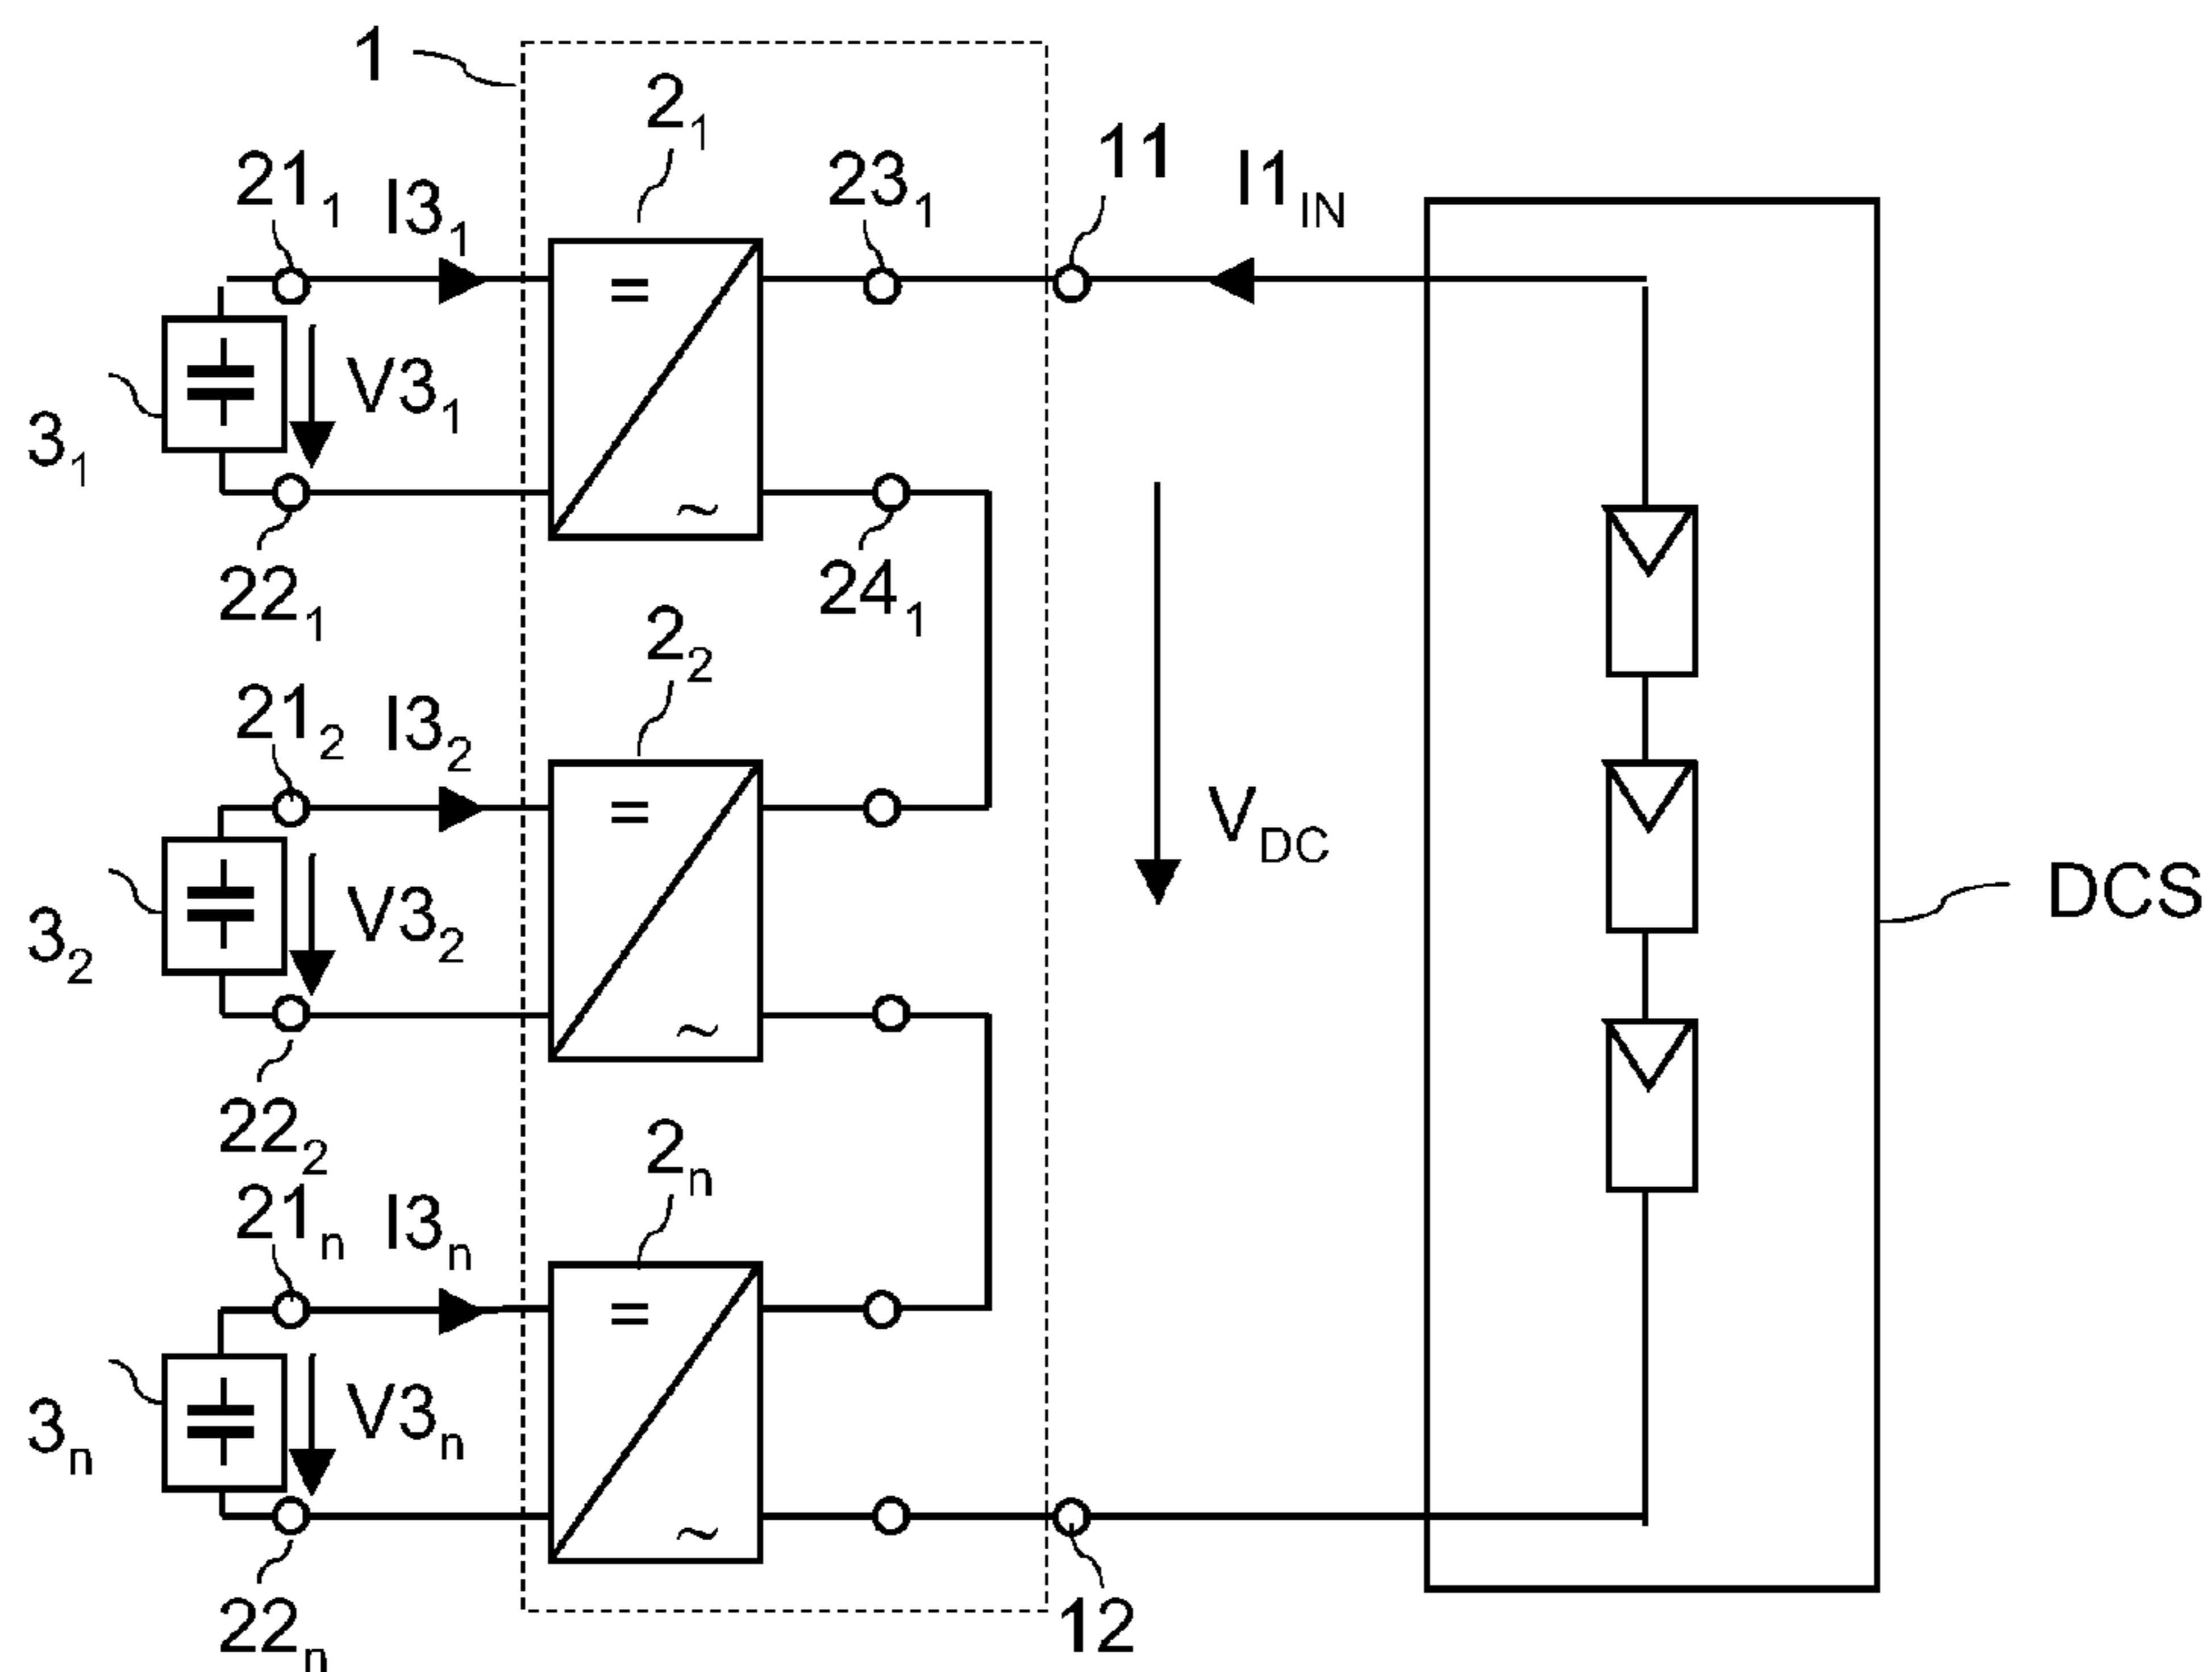 1
2₁
21₁ I3₁ 23₁ 11 I1IN
=
V3₁
3₁
~
22₁ 24₁
2₂
21₂ I3₂
=
VDC
V3₂
3₂ DCS
~
22₂
2n
21n I3n
=
V3n
3n
~
22n 12